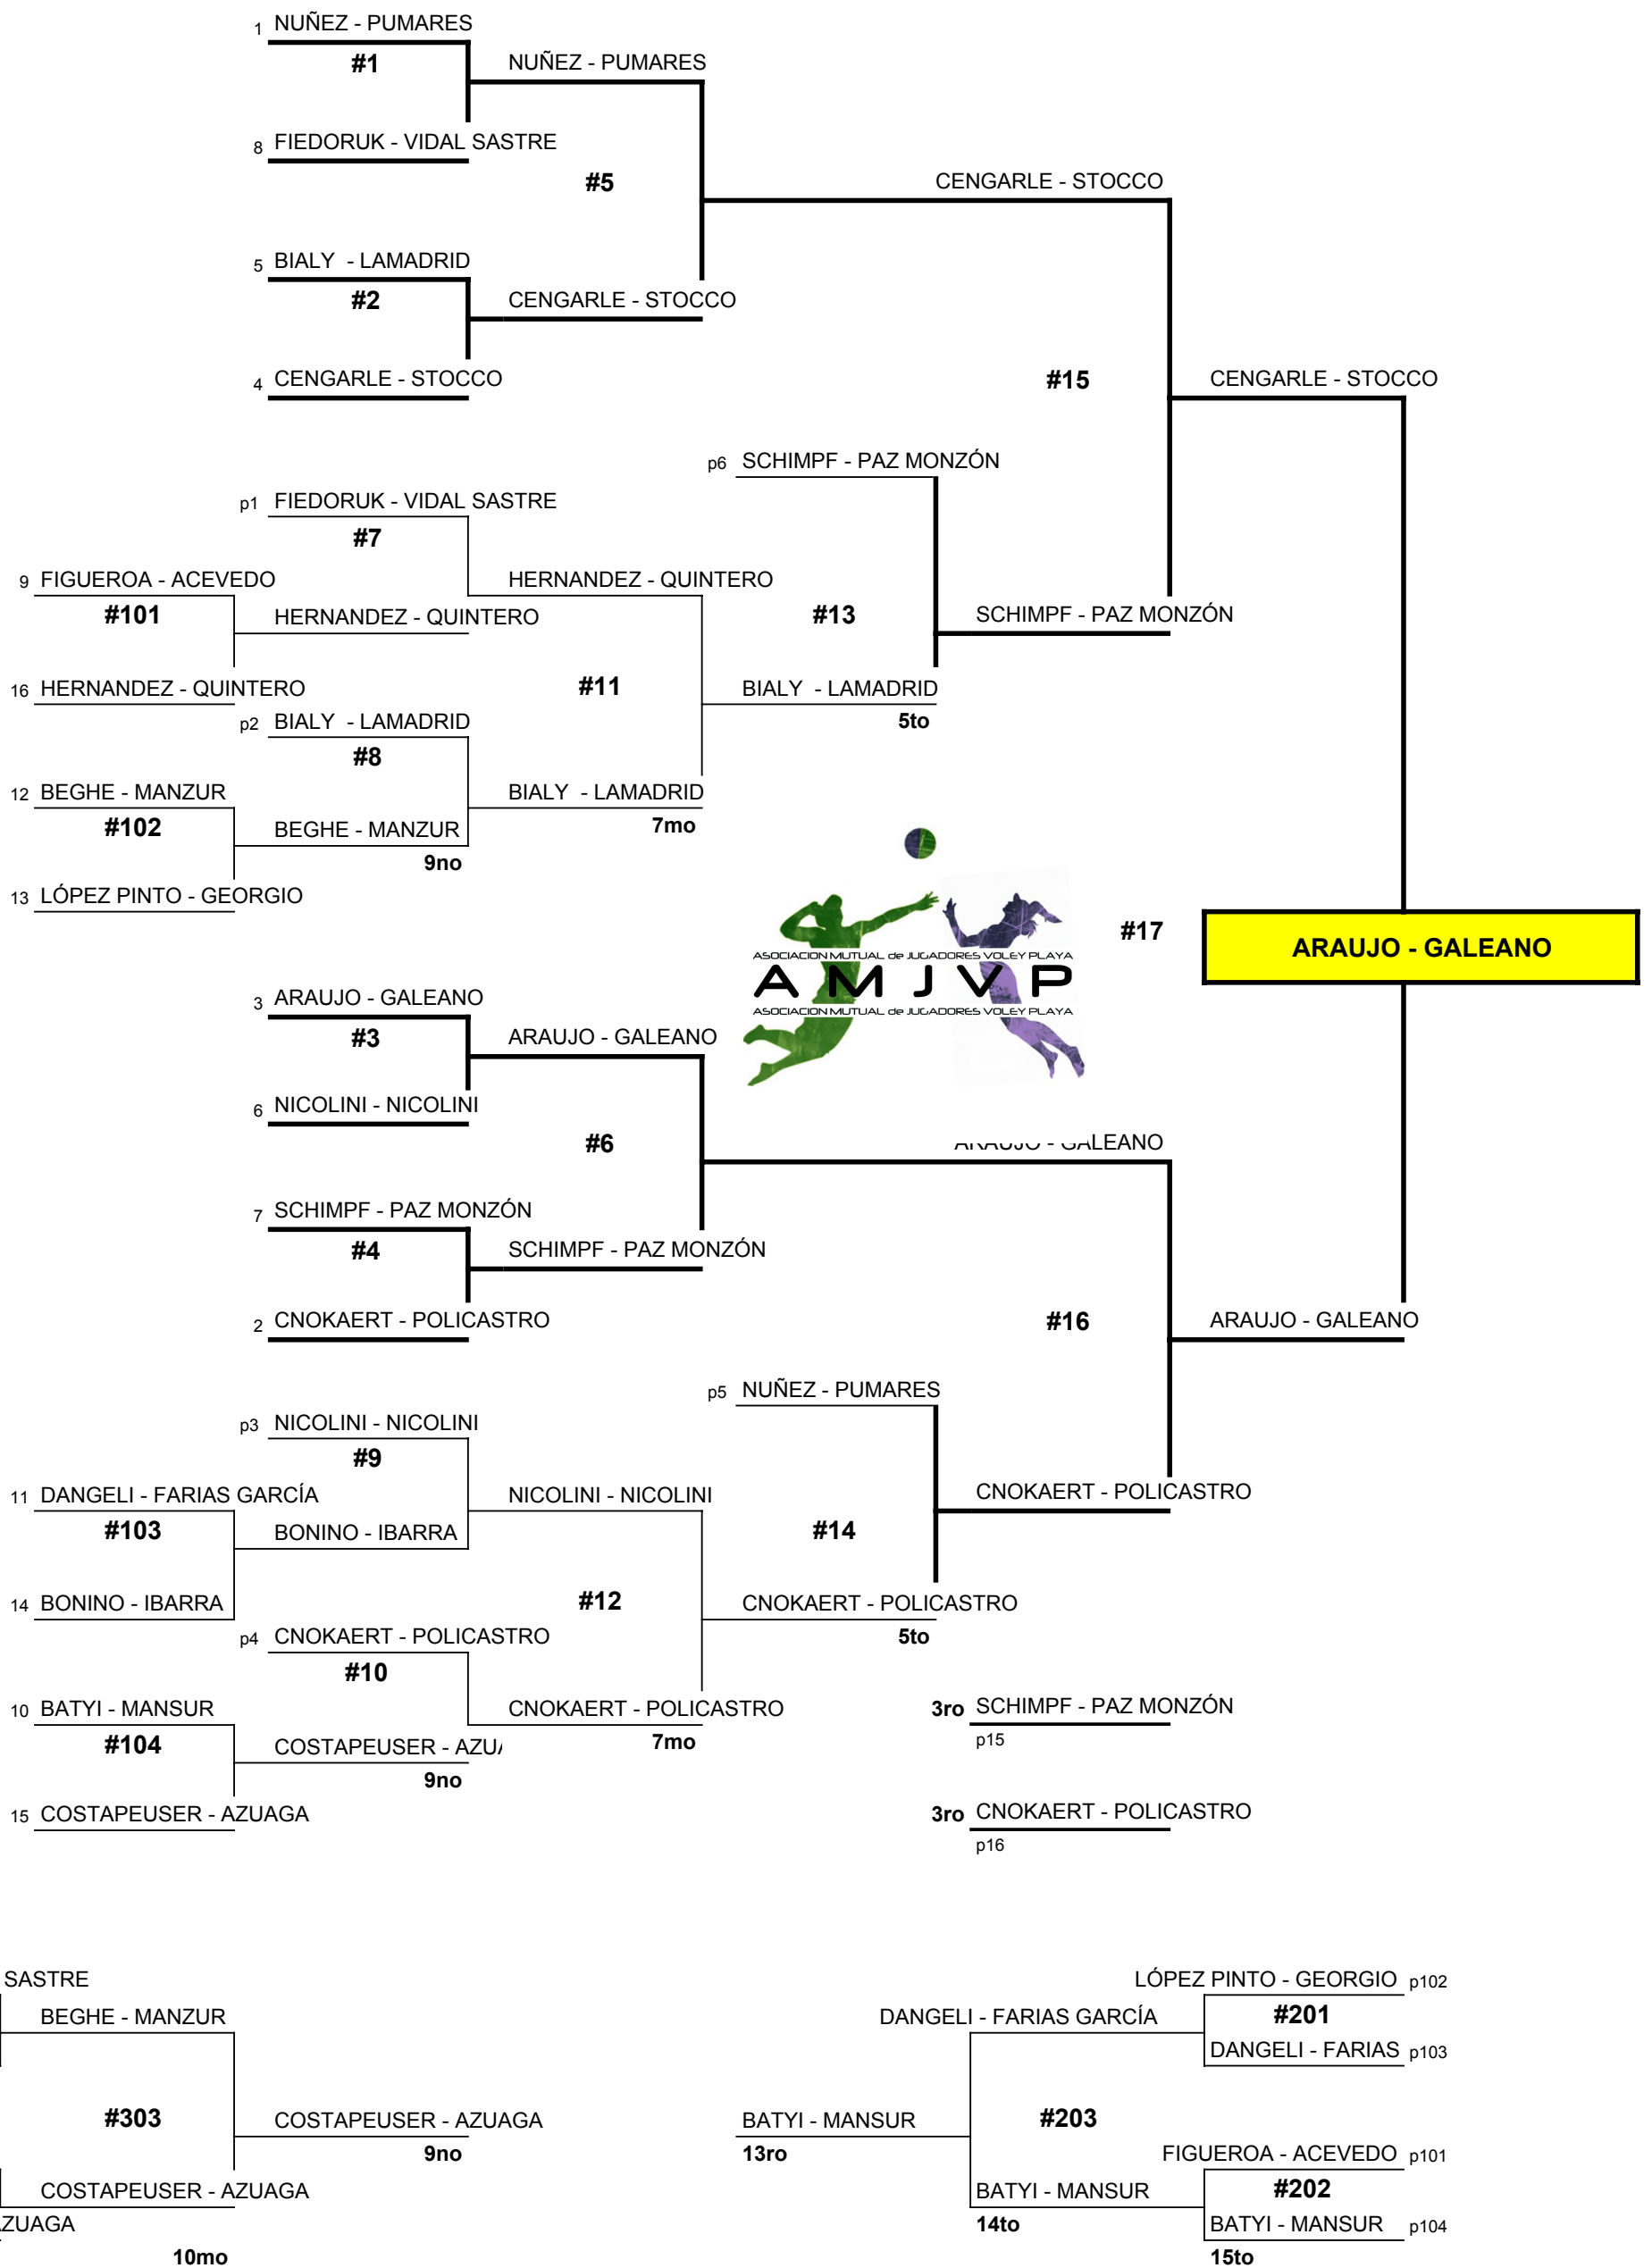 1 NUÑEZ - PUMARES
#1
NUÑEZ - PUMARES
8 FIEDORUK - VIDAL SASTRE
#5
CENGARLE - STOCCO
5 BIALY - LAMADRID
#2
CENGARLE - STOCCO
4 CENGARLE - STOCCO
#15
CENGARLE - STOCCO
p6 SCHIMPF - PAZ MONZÓN
p1 FIEDORUK - VIDAL SASTRE
#7
9 FIGUEROA - ACEVEDO
HERNANDEZ - QUINTERO
#101
HERNANDEZ - QUINTERO
#13
SCHIMPF - PAZ MONZÓN
16 HERNANDEZ - QUINTERO
#11
BIALY - LAMADRID
5to
p2 BIALY - LAMADRID
#8
12 BEGHE - MANZUR
BIALY - LAMADRID
7mo
#102
BEGHE - MANZUR
9no
13 LÓPEZ PINTO - GEORGIO
#17
ARAUJO - GALEANO
ASOCIACION MUTUAL de JUGADORES VOLEY PLAYA
AMJVP
ASOCIACION MUTUAL de JUGADORES VOLEY PLAYA
3 ARAUJO - GALEANO
#3
ARAUJO - GALEANO
6 NICOLINI - NICOLINI
#6
ARAUJO - GALEANO
7 SCHIMPF - PAZ MONZÓN
#4
SCHIMPF - PAZ MONZÓN
2 CNOKAERT - POLICASTRO
#16
ARAUJO - GALEANO
p5 NUÑEZ - PUMARES
p3 NICOLINI - NICOLINI
#9
11 DANGELI - FARIAS GARCÍA
NICOLINI - NICOLINI
CNOKAERT - POLICASTRO
#103
BONINO - IBARRA
#14
14 BONINO - IBARRA
#12
CNOKAERT - POLICASTRO
5to
p4 CNOKAERT - POLICASTRO
#10
10 BATYI - MANSUR
CNOKAERT - POLICASTRO
7mo
3ro SCHIMPF - PAZ MONZÓN
p15
#104
COSTAPEUSER - AZU
9no
15 COSTAPEUSER - AZUAGA
3ro CNOKAERT - POLICASTRO
p16
SASTRE
BEGHE - MANZUR
#303
COSTAPEUSER - AZUAGA
9no
COSTAPEUSER - AZUAGA
ZUAGA
10mo
LÓPEZ PINTO - GEORGIO p102
DANGELI - FARIAS GARCÍA
#201
DANGELI - FARIAS p103
BATYI - MANSUR
13ro
#203
FIGUEROA - ACEVEDO p101
BATYI - MANSUR
14to
#202
BATYI - MANSUR p104
15to